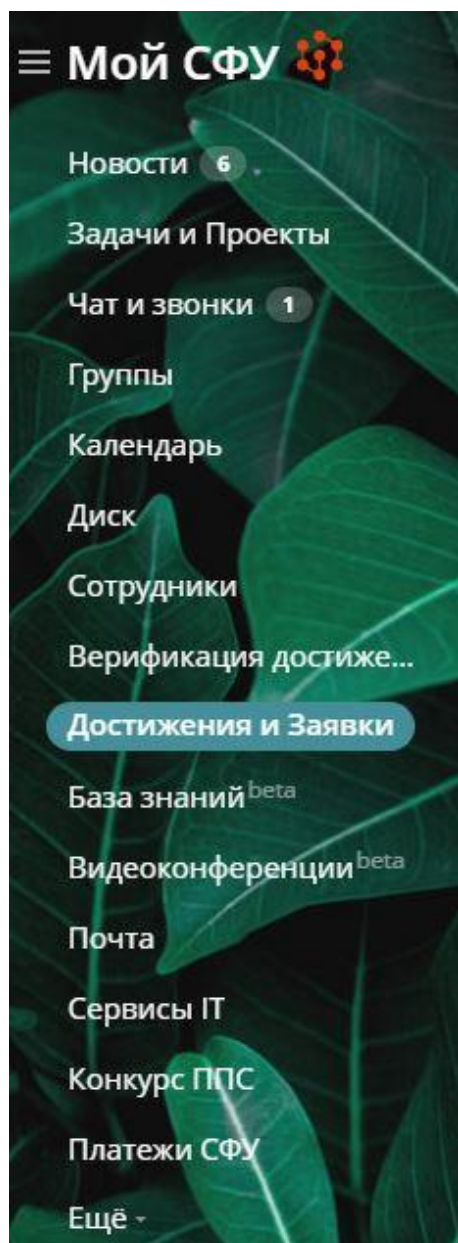 Мой СФУ
Новости 6
Задачи и Проекты
Чат и звонки 1
Группы
Календарь
Диск
Сотрудники
Верификация достиже...
Достижения и Заявки
База знаний beta
Видеоконференции beta
Почта
Сервисы IT
Конкурс ППС
Платежи СФУ
Ещё